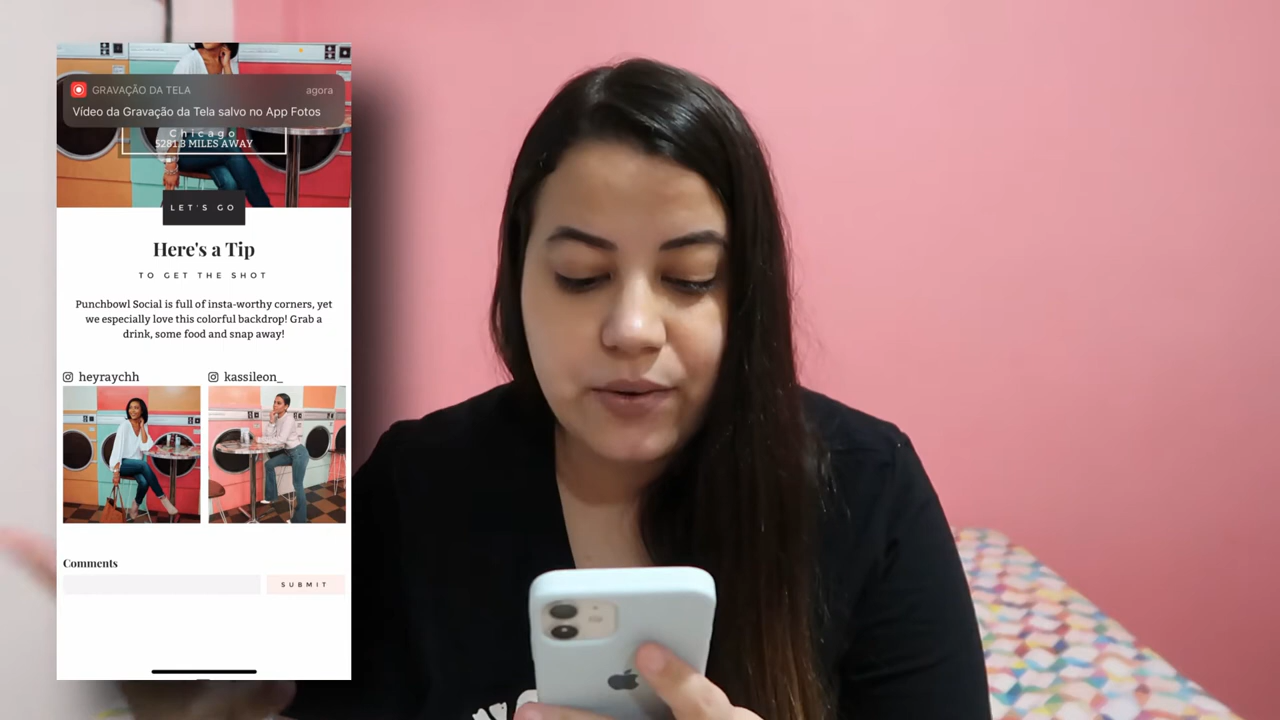 GRAVAÇÃO DA TELA
agora
Vídeo da Gravação da Tela salvo no App Fotos
Chicago
5281.3 MILES AWAY
LET'S GO
Here's a Tip
TO GET THE SHOT
Punchbowl Social is full of insta-worthy corners, yet
we especially love this colorful backdrop! Grab a
drink, some food and snap away!
heyraychh
kassileon_
Comments
SUBMIT